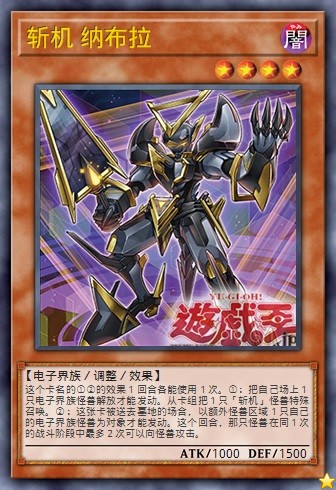 斩机 纳布拉
闇
YU-GI-OH!
遊戯王
【电子界族／调整／效果】
这个卡名的①②的效果1回合各能使用1次。①：把自己场上1
只电子界族怪兽解放才能发动。从卡组把1只「斩机」怪兽特殊
召唤。②：这张卡被送去墓地的场合，以额外怪兽区域1只自己
的电子界族怪兽为对象才能发动。这个回合，那只怪兽在同1次
的战斗阶段中最多2次可以向怪兽攻击。
ATK/1000 DEF/1500